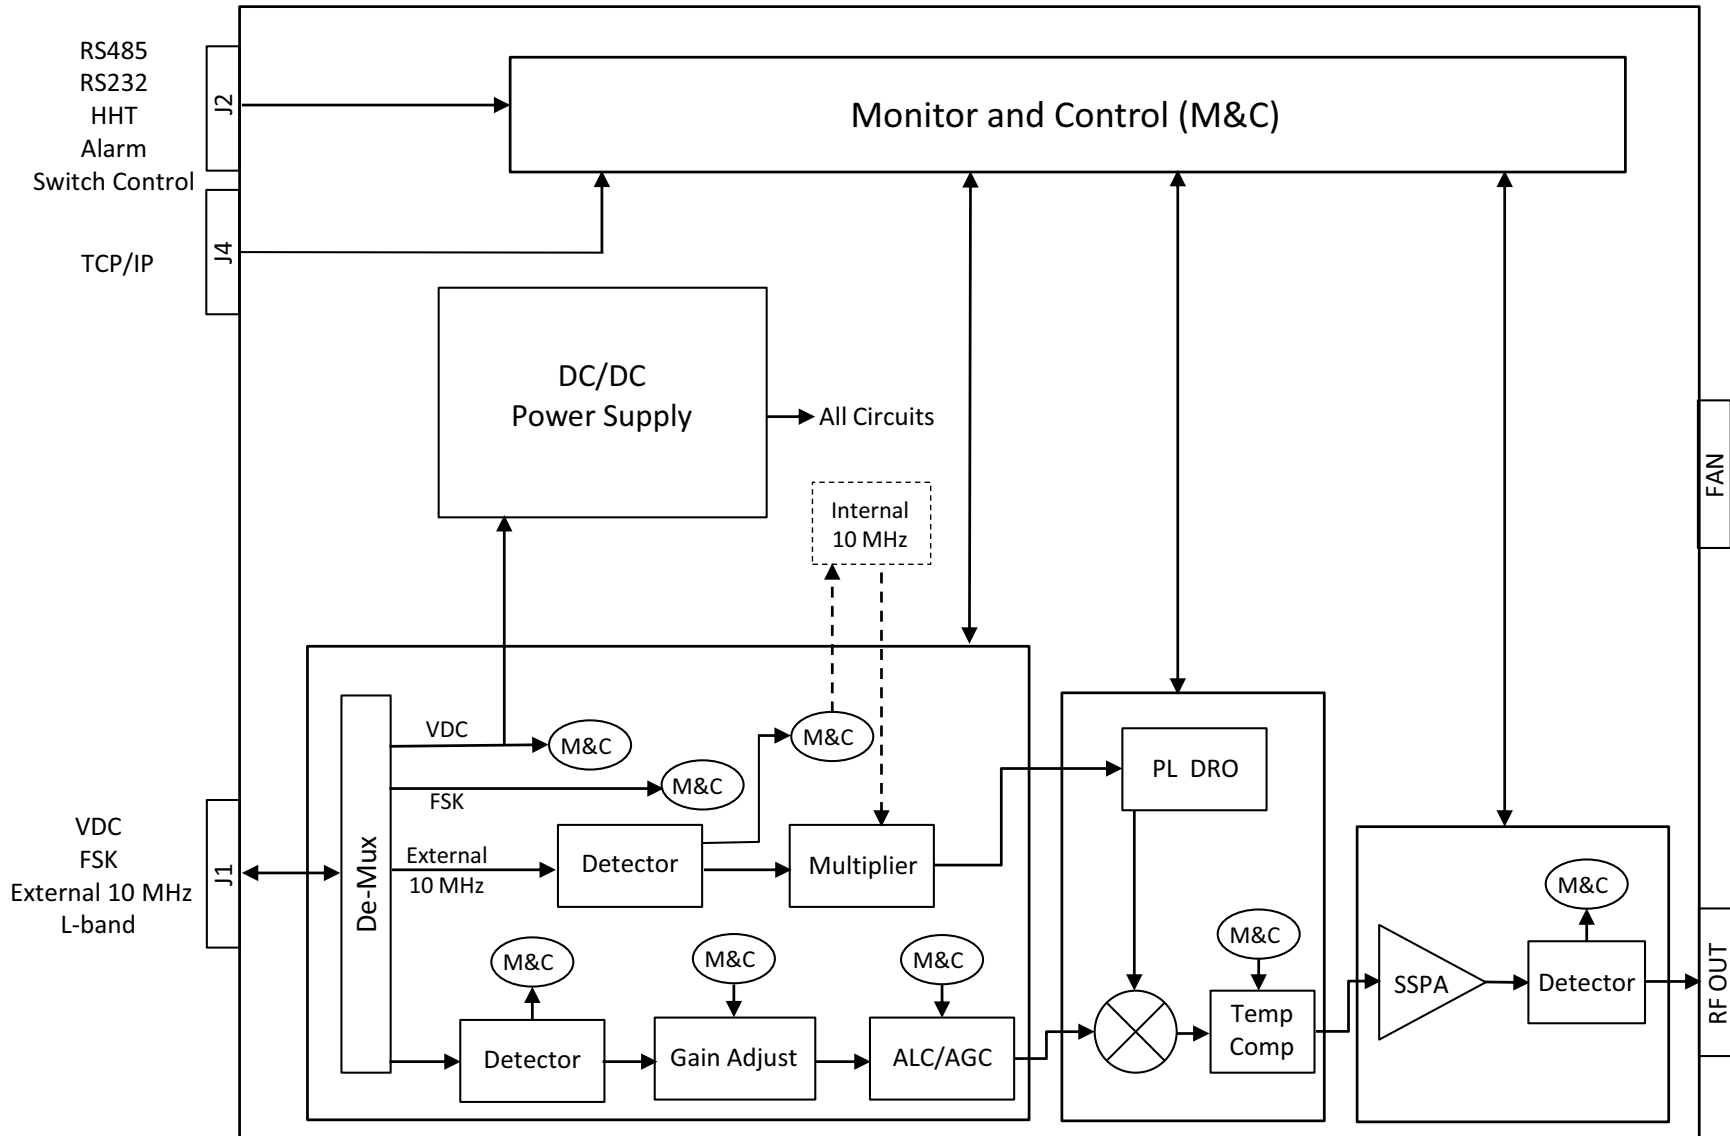 RS485
RS232
HHT
Alarm
Switch Control
J2
Monitor and Control (M&C)
TCP/IP
J4
DC/DC
Power Supply
All Circuits
FAN
Internal
10 MHz
VDC
M&C
M&C
FSK
M&C
PL DRO
VDC
FSK
External 10 MHz
L-band
J1
De-Mux
External
10 MHz
Detector
Multiplier
M&C
M&C
M&C
M&C
M&C
Detector
Gain Adjust
ALC/AGC
Temp
Comp
SSPA
Detector
RF OUT